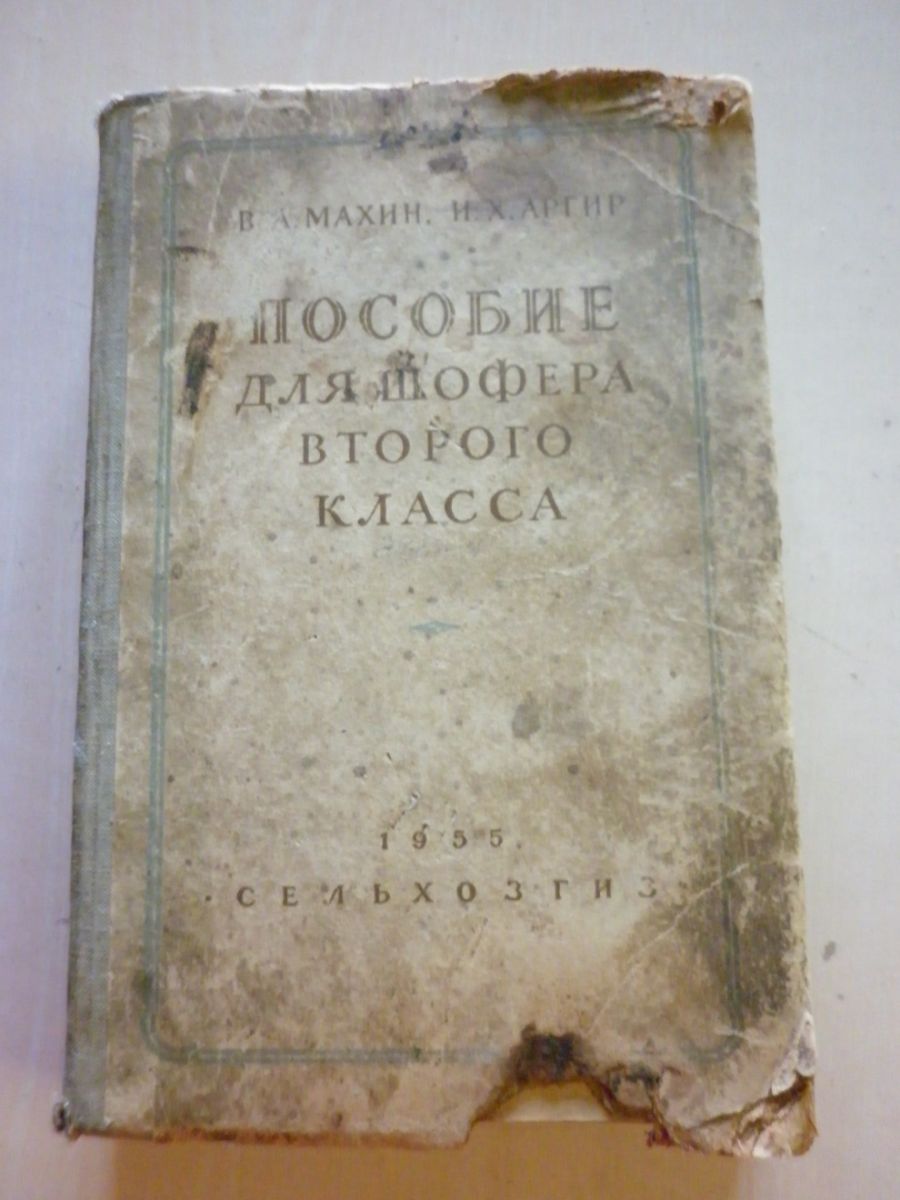 В. А. МАХИН, И. Х. АРГИР
ПОСОБИЕ
ДЛЯ ШОФЕРА
ВТОРОГО
КЛАССА
1955
· СЕЛЬХОЗГИЗ ·